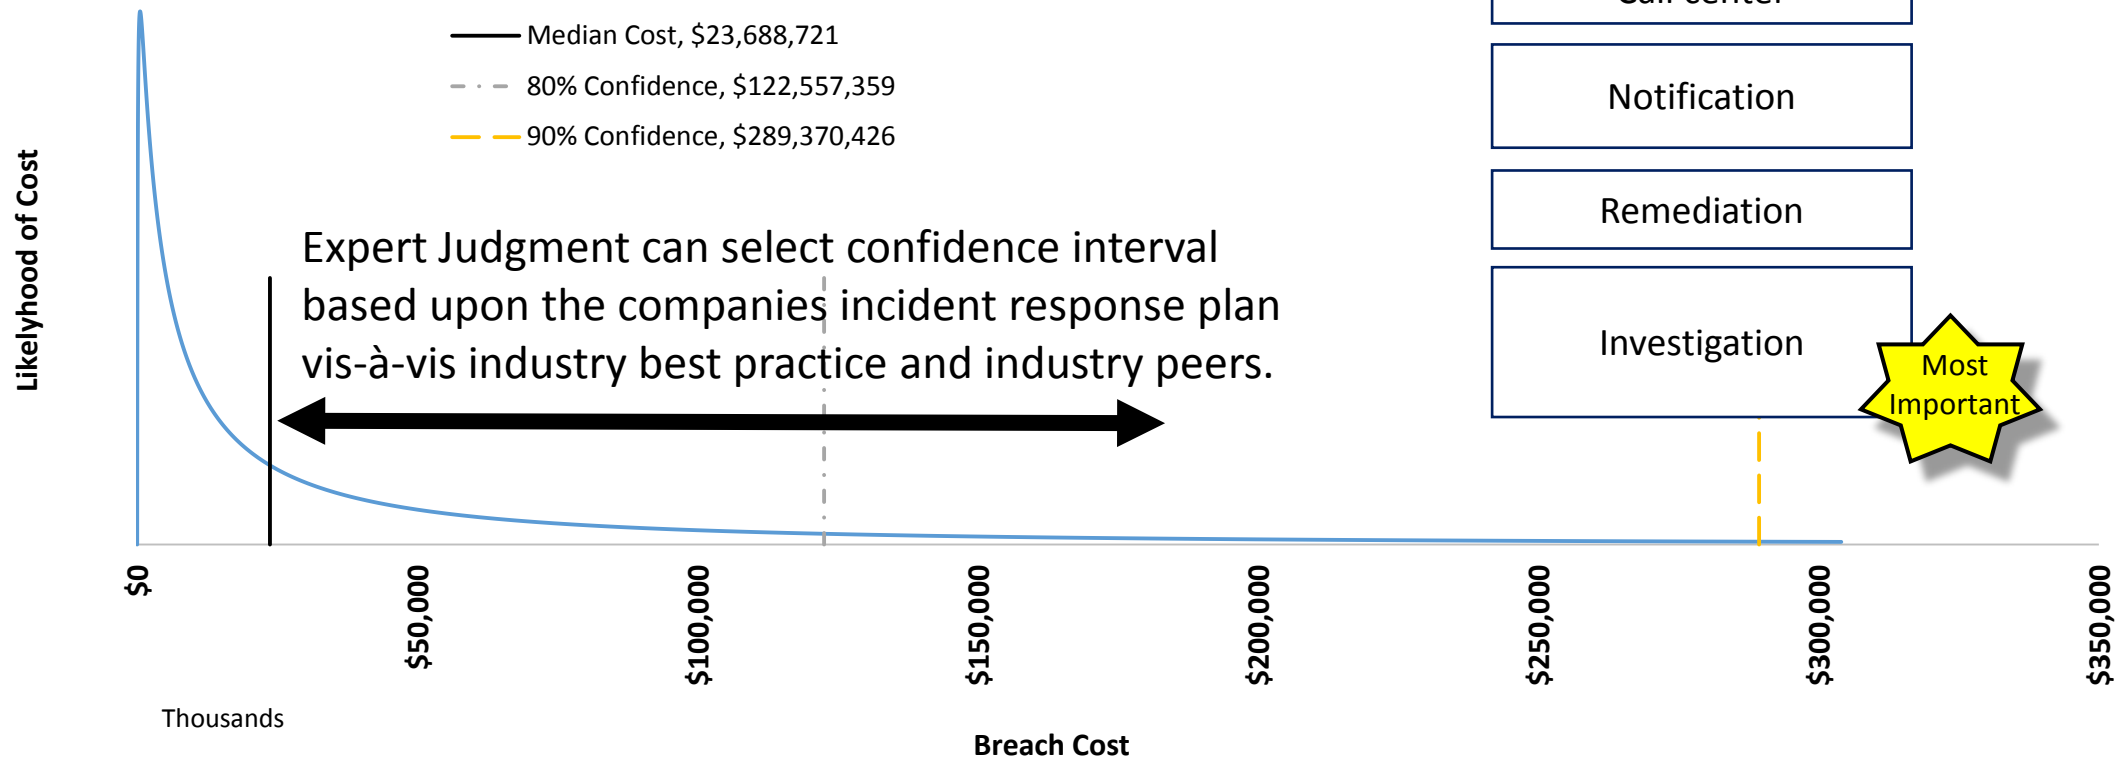 Call center
Median Cost, $23,688,721
80% Confidence, $122,557,359
90% Confidence, $289,370,426
Notification
Remediation
Investigation
Most
Important
Likelyhood of Cost
Expert Judgment can select confidence interval
based upon the companies incident response plan
vis-à-vis industry best practice and industry peers.
$0
$50,000
$100,000
$150,000
$200,000
$250,000
$300,000
$350,000
Thousands
Breach Cost